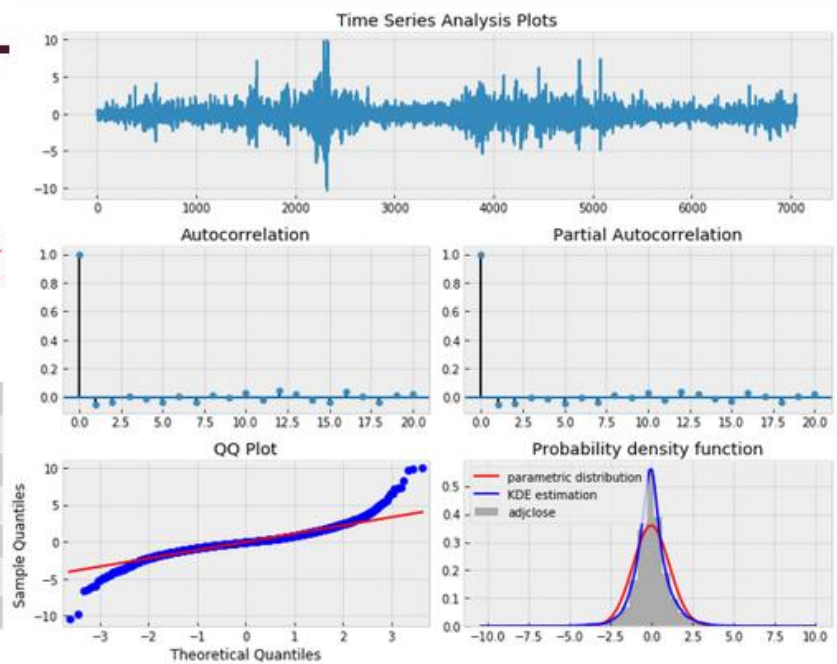 Time Series Analysis Plots
10
5
0
−5
−10
0 1000 2000 3000 4000 5000 6000 7000
Autocorrelation
1.0
0.8
0.6
0.4
0.2
0.0
0.0 2.5 5.0 7.5 10.0 12.5 15.0 17.5 20.0
Partial Autocorrelation
1.0
0.8
0.6
0.4
0.2
0.0
0.0 2.5 5.0 7.5 10.0 12.5 15.0 17.5 20.0
QQ Plot
Sample Quantiles
10
5
0
−5
−10
−3 −2 −1 0 1 2 3
Theoretical Quantiles
Probability density function
parametric distribution
KDE estimation
adjclose
0.5
0.4
0.3
0.2
0.1
0.0
−10.0 −7.5 −5.0 −2.5 0.0 2.5 5.0 7.5 10.0